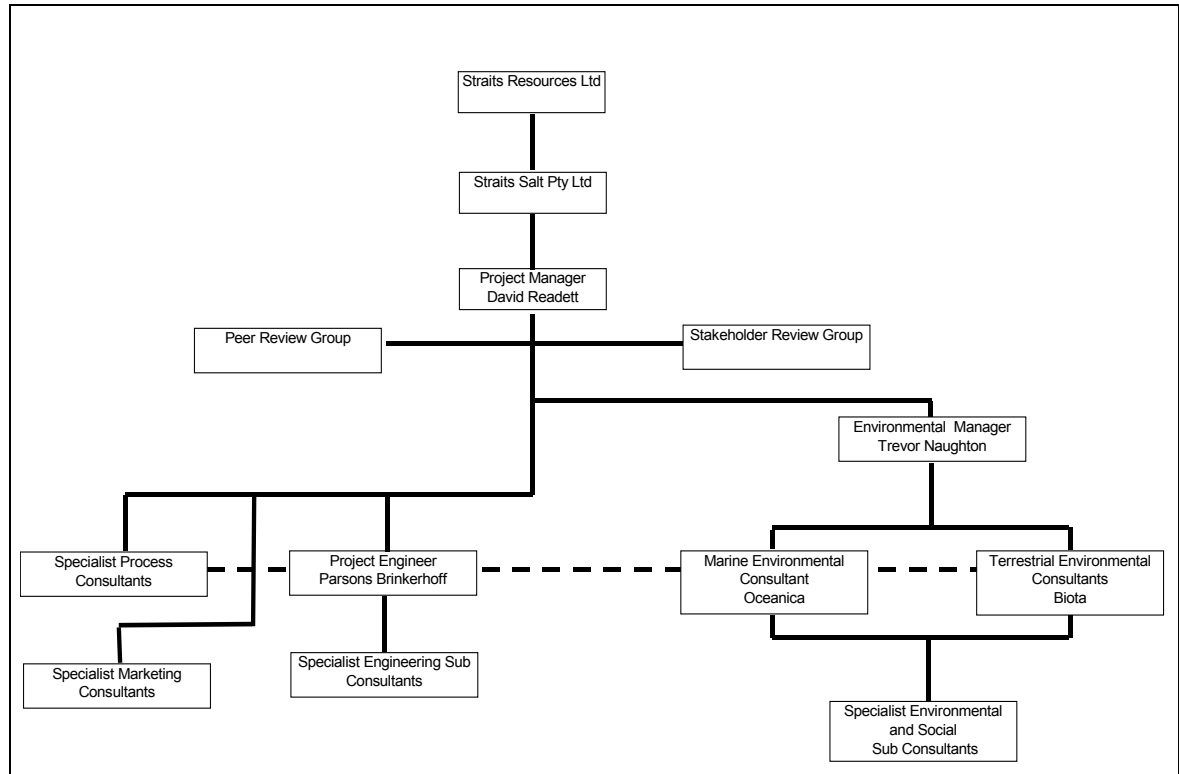 Straits Resources Ltd
Straits Salt Pty Ltd
Project Manager
David Readett
Peer Review Group
Stakeholder Review Group
Environmental Manager
Trevor Naughton
Specialist Process
Consultants
Project Engineer
Parsons Brinkerhoff
Marine Environmental
Consultant
Oceanica
Terrestrial Environmental
Consultants
Biota
Specialist Marketing
Consultants
Specialist Engineering Sub
Consultants
Specialist Environmental
and Social
Sub Consultants